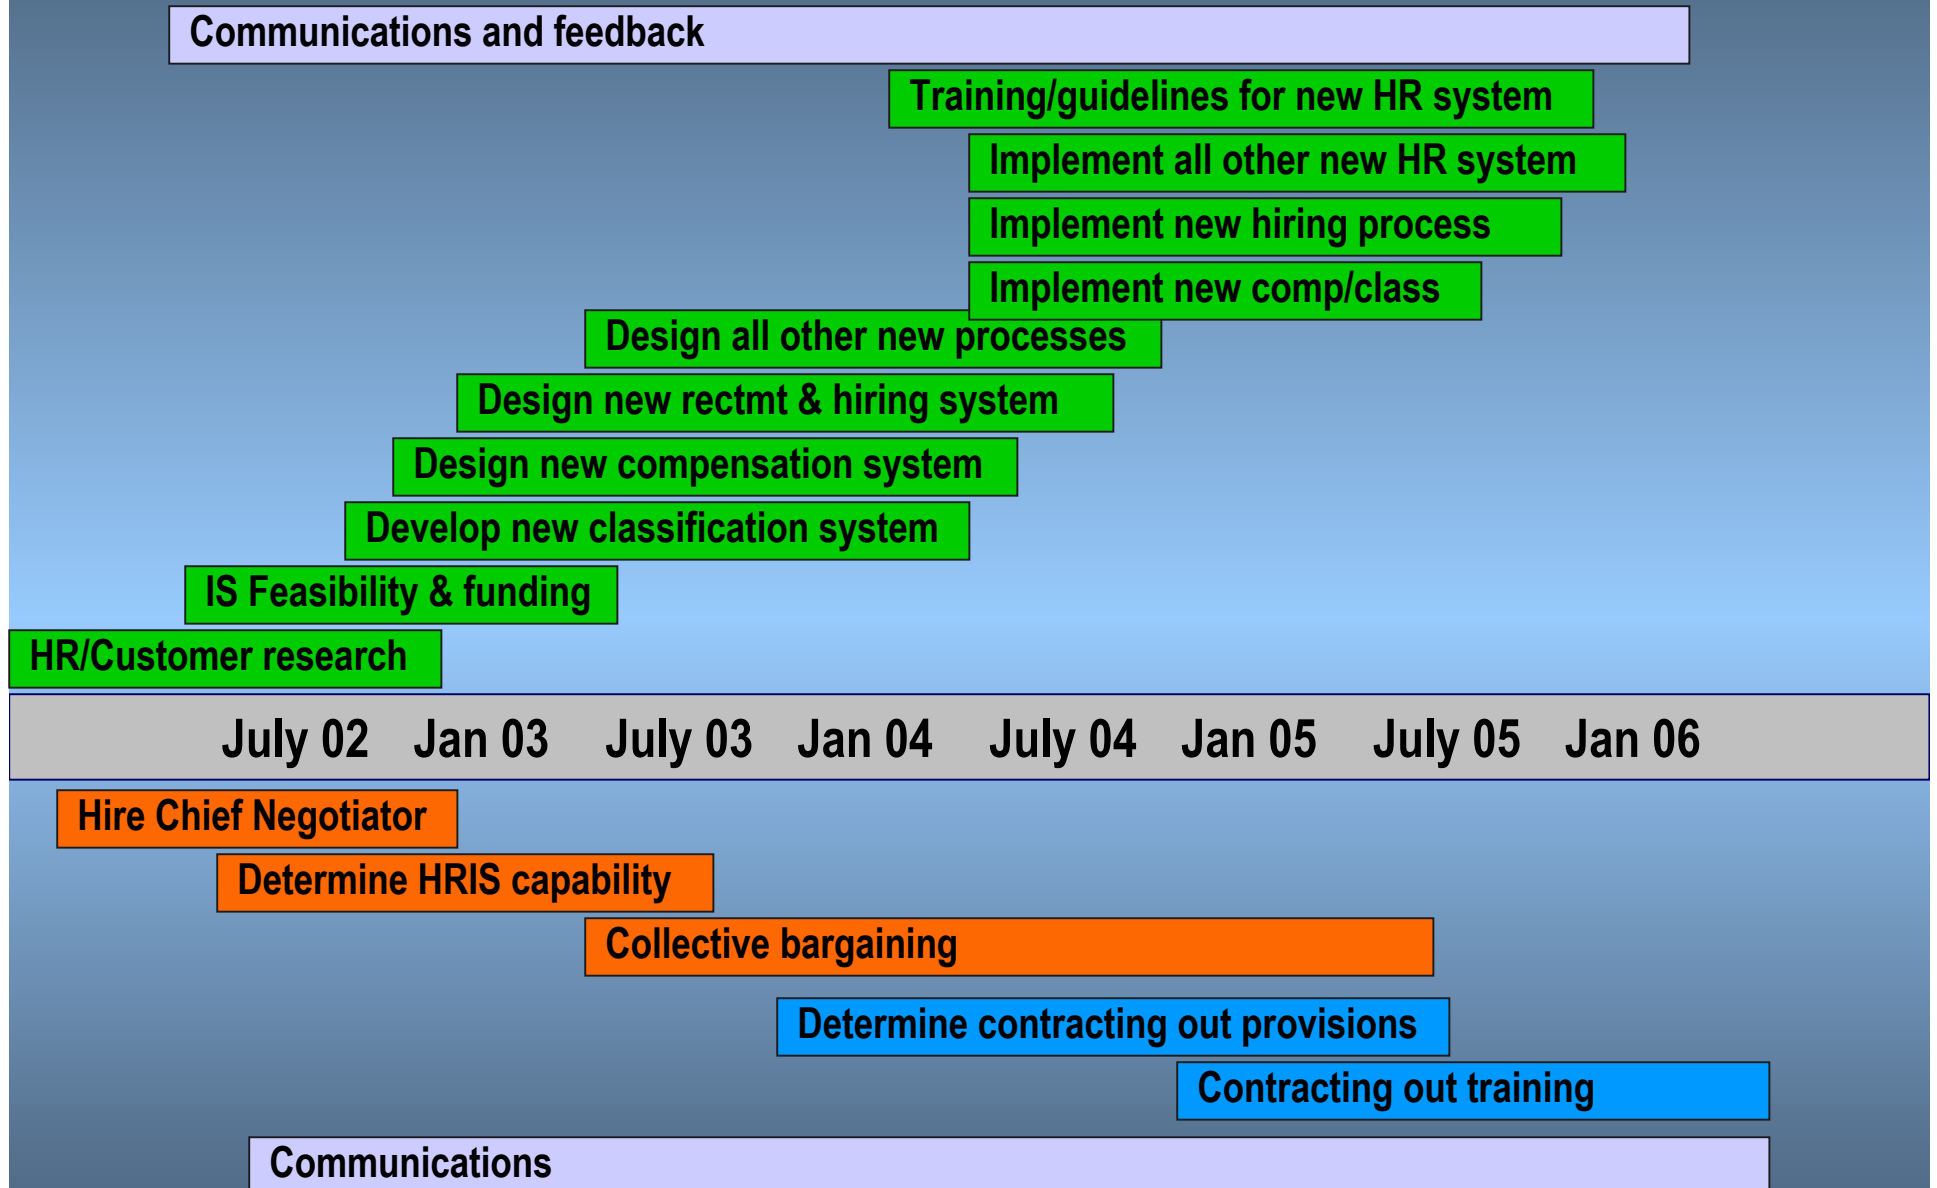 Communications and feedback
Training/guidelines for new HR system
Implement all other new HR system
Implement new hiring process
Implement new comp/class
Design all other new processes
Design new rectmt & hiring system
Design new compensation system
Develop new classification system
IS Feasibility & funding
HR/Customer research
July 02 Jan 03 July 03 Jan 04 July 04 Jan 05 July 05 Jan 06
Hire Chief Negotiator
Determine HRIS capability
Collective bargaining
Determine contracting out provisions
Contracting out training
Communications